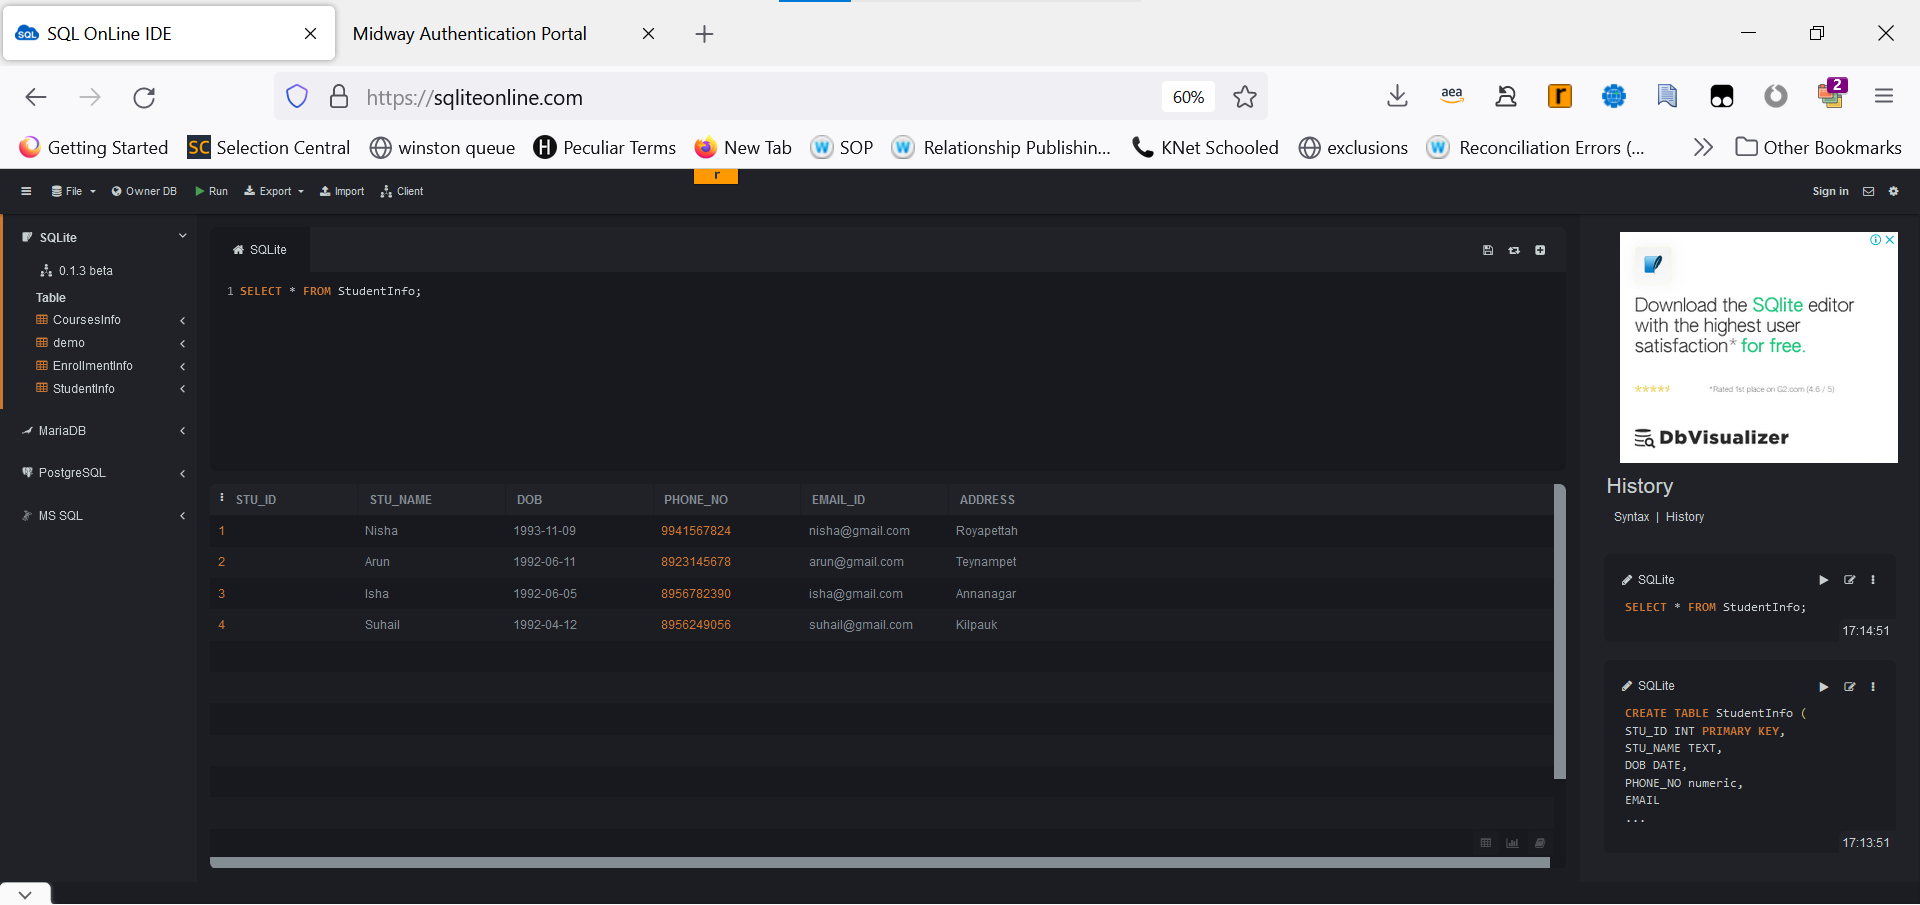 SQL OnLine IDE
Midway Authentication Portal
https://sqliteonline.com
60%
aea
r
2
Getting Started
SC Selection Central
winston queue
H Peculiar Terms
New Tab
W SOP
W Relationship Publishin...
KNet Schooled
exclusions
W Reconciliation Errors (...
Other Bookmarks
r
File
Owner DB
Run
Export
Import
Client
Sign in
SQLite
0.1.3 beta
Table
CoursesInfo
demo
EnrollmentInfo
StudentInfo
MariaDB
PostgreSQL
MS SQL
SQLite
1 SELECT * FROM StudentInfo;
STU_ID STU_NAME DOB PHONE_NO EMAIL_ID ADDRESS
1 Nisha 1993-11-09 9941567824 nisha@gmail.com Royapettah
2 Arun 1992-06-11 8923145678 arun@gmail.com Teynampet
3 Isha 1992-06-05 8956782390 isha@gmail.com Annanagar
4 Suhail 1992-04-12 8956249056 suhail@gmail.com Kilpauk
Download the SQlite editor
with the highest user
satisfaction* for free.
*Rated 1st place on G2.com (4.6 / 5)
DbVisualizer
History
Syntax | History
SQLite
SELECT * FROM StudentInfo;
17:14:51
SQLite
CREATE TABLE StudentInfo (
STU_ID INT PRIMARY KEY,
STU_NAME TEXT,
DOB DATE,
PHONE_NO numeric,
EMAIL
...
17:13:51